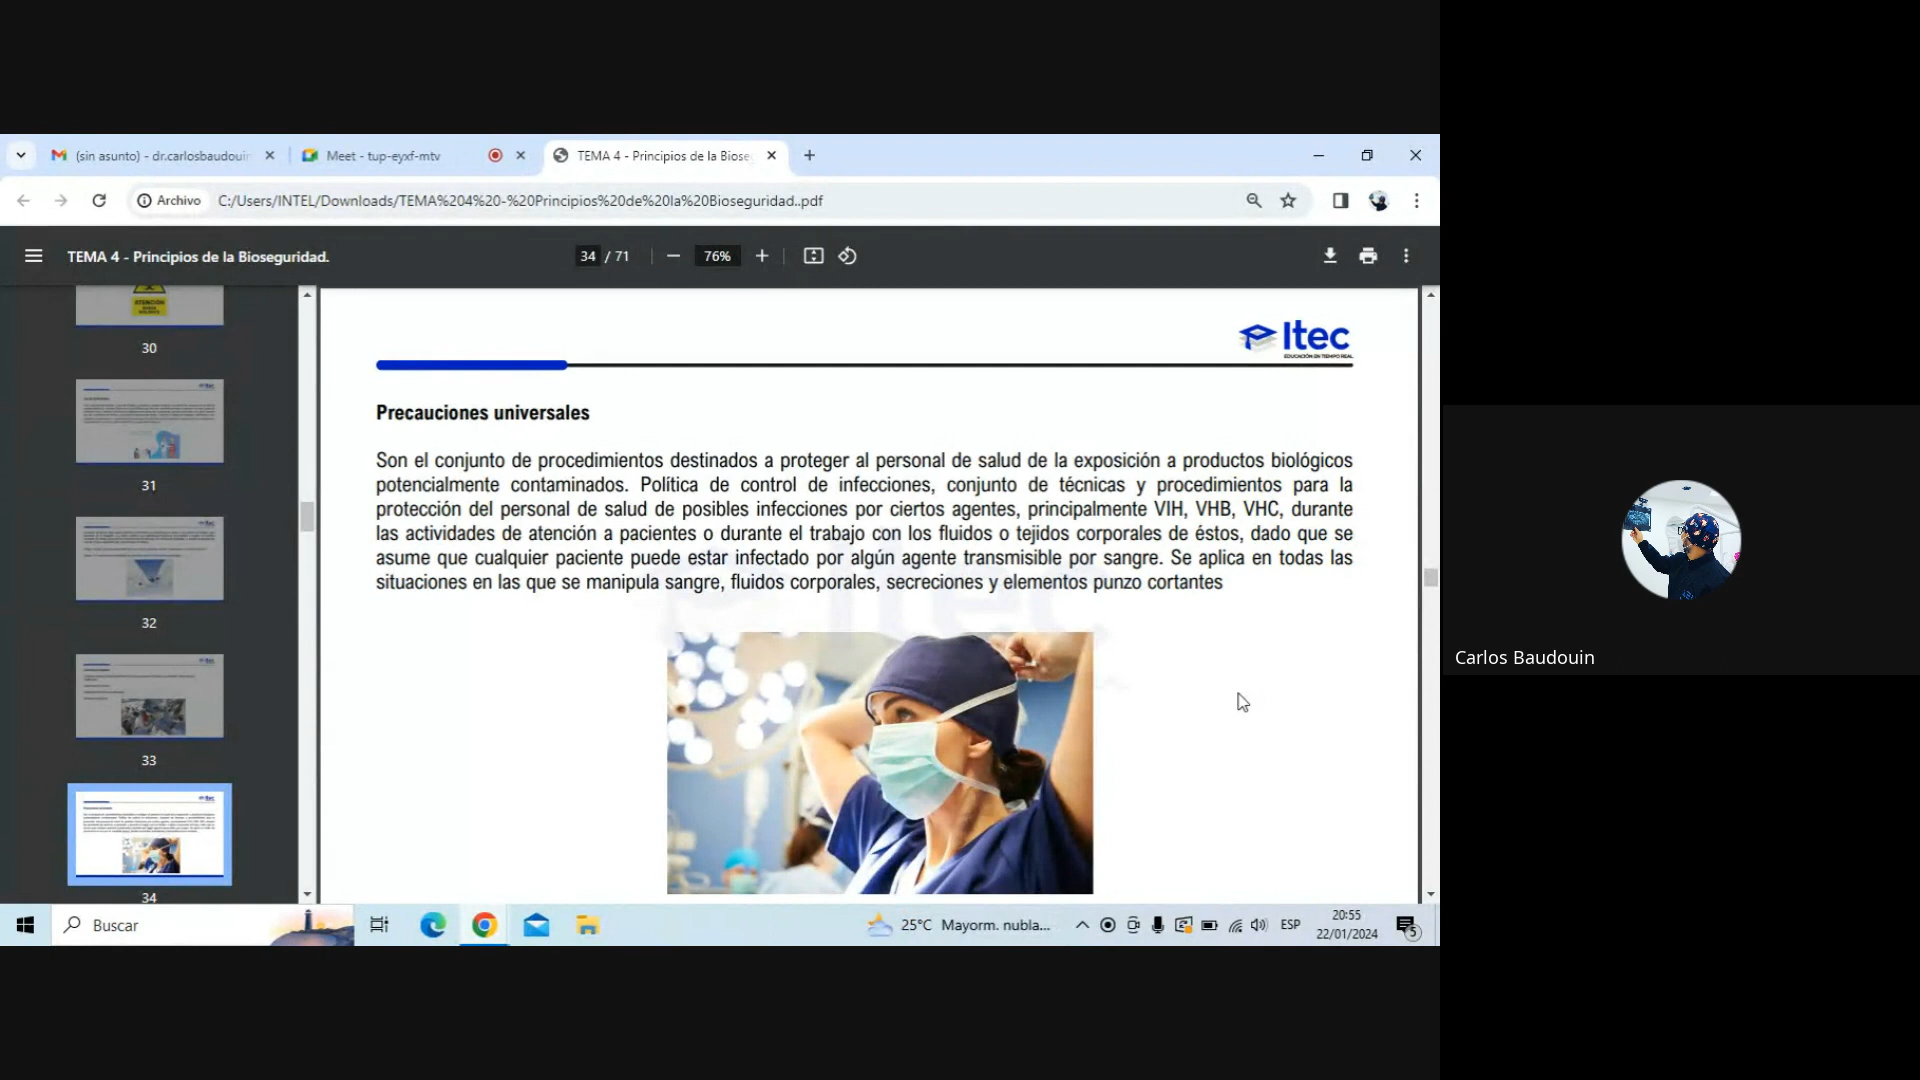 (sin asunto) - dr.carlosbaudouin
Meet - tup-eyxf-mtv
TEMA 4 - Principios de la Biose
Archivo
C:/Users/INTEL/Downloads/TEMA%204%20-%20Principios%20de%20la%20Bioseguridad..pdf
TEMA 4 - Principios de la Bioseguridad.
34 / 71
76%
ATENCION
30
31
32
33
34
Itec
EDUCACIÓN EN TIEMPO REAL
Precauciones universales
Son el conjunto de procedimientos destinados a proteger al personal de salud de la exposición a productos biológicos
potencialmente contaminados. Política de control de infecciones, conjunto de técnicas y procedimientos para la
protección del personal de salud de posibles infecciones por ciertos agentes, principalmente VIH, VHB, VHC, durante
las actividades de atención a pacientes o durante el trabajo con los fluidos o tejidos corporales de éstos, dado que se
asume que cualquier paciente puede estar infectado por algún agente transmisible por sangre. Se aplica en todas las
situaciones en las que se manipula sangre, fluidos corporales, secreciones y elementos punzo cortantes
Carlos Baudouin
Buscar
25°C Mayorm. nubla...
ESP
20:55
22/01/2024
5